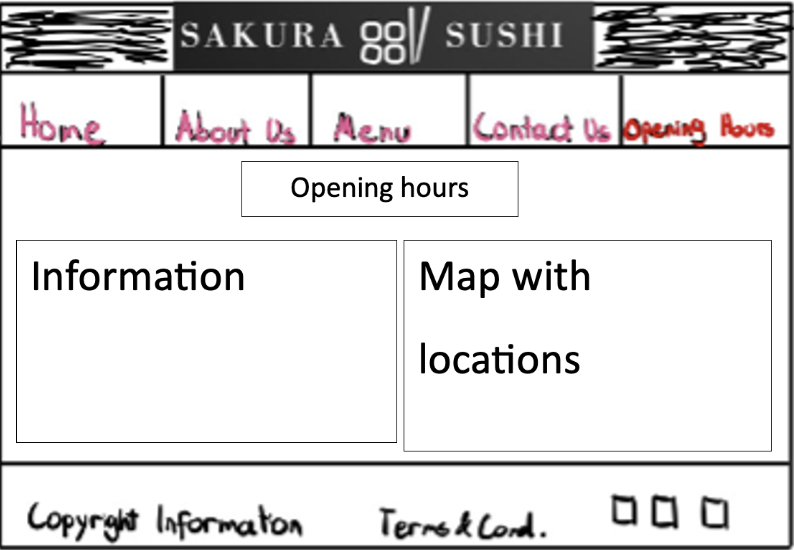 SAKURA SUSHI
Home About Us Menu Contact Us Opening Hours
Opening hours
Information
Map with
locations
Copyright Information Terms & Cond.